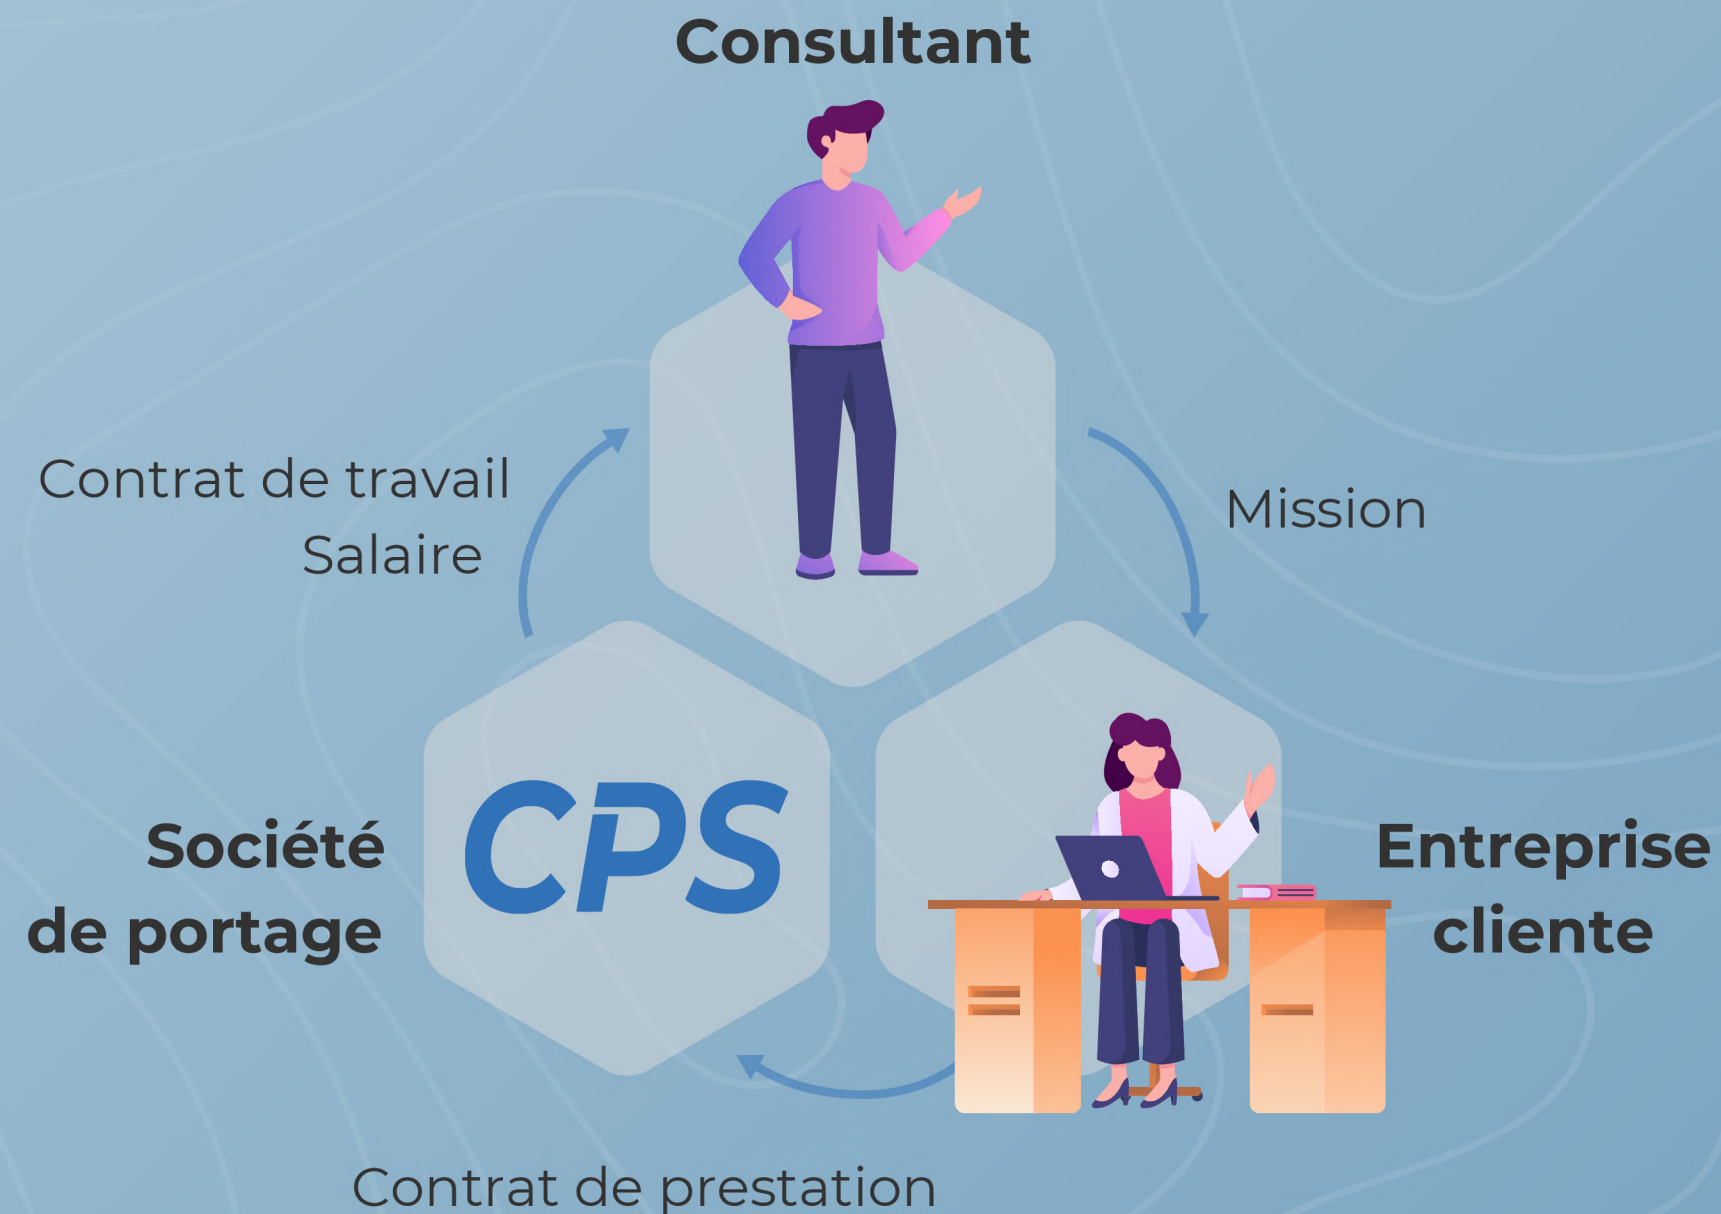 Consultant
Contrat de travail
Salaire
Mission
Société
de portage
CPS
Entreprise
cliente
Contrat de prestation